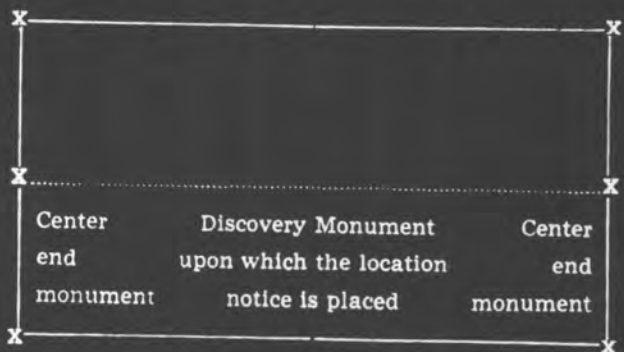 X X
X X
Center Discovery Monument Center
end upon which the location end
monument notice is placed monument
X X